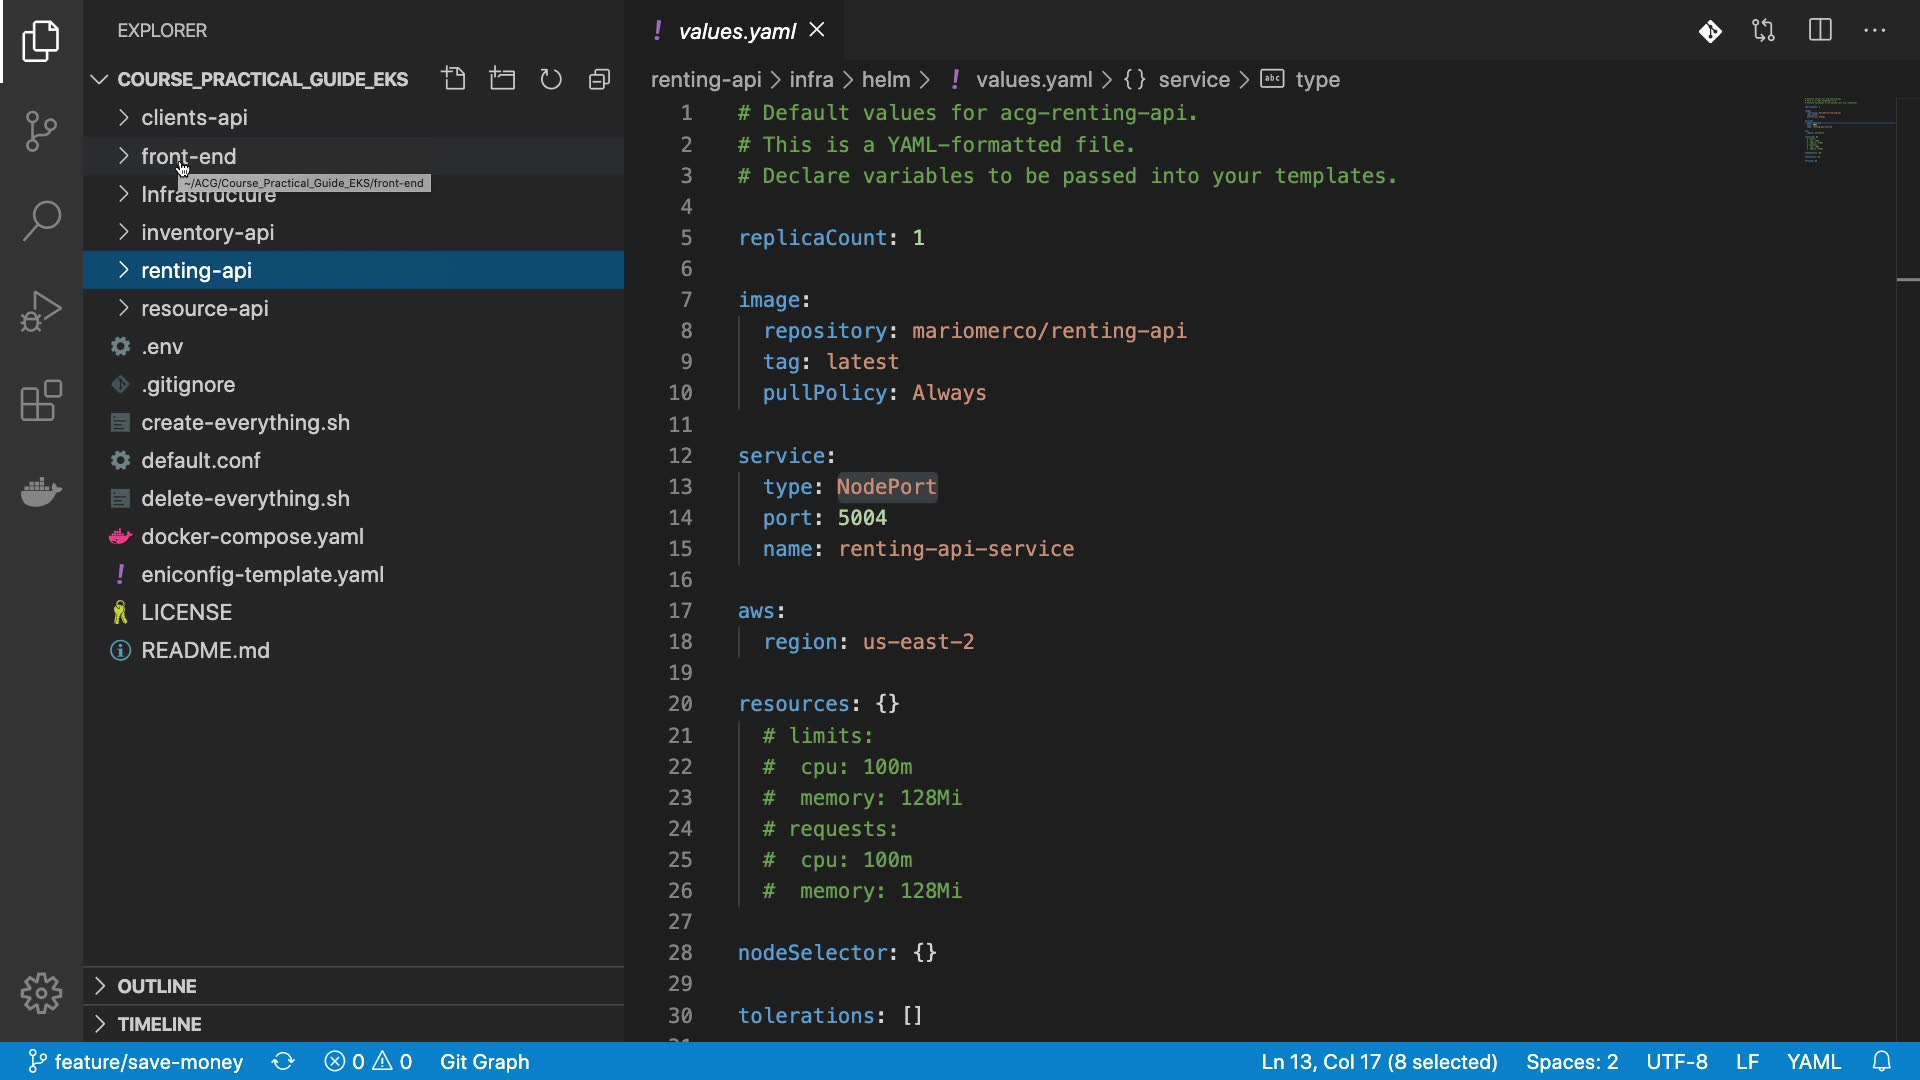 EXPLORER
COURSE_PRACTICAL_GUIDE_EKS
clients-api
front-end
~/ACG/Course_Practical_Guide_EKS/front-end
Infrastructure
inventory-api
renting-api
resource-api
.env
.gitignore
create-everything.sh
default.conf
delete-everything.sh
docker-compose.yaml
! eniconfig-template.yaml
LICENSE
README.md
OUTLINE
TIMELINE
! values.yaml
renting-api > infra > helm > ! values.yaml > {} service > abc type
1 # Default values for acg-renting-api.
2 # This is a YAML-formatted file.
3 # Declare variables to be passed into your templates.
4
5 replicaCount: 1
6
7 image:
8 repository: mariomerco/renting-api
9 tag: latest
10 pullPolicy: Always
11
12 service:
13 type: NodePort
14 port: 5004
15 name: renting-api-service
16
17 aws:
18 region: us-east-2
19
20 resources: {}
21 # limits:
22 #  cpu: 100m
23 #  memory: 128Mi
24 # requests:
25 #  cpu: 100m
26 #  memory: 128Mi
27
28 nodeSelector: {}
29
30 tolerations: []
feature/save-money 0 0 Git Graph Ln 13, Col 17 (8 selected) Spaces: 2 UTF-8 LF YAML